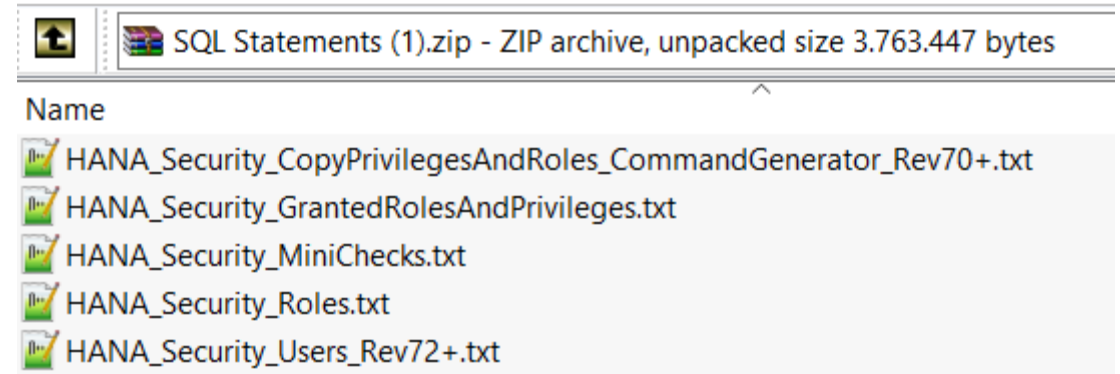 SQL Statements (1).zip - ZIP archive, unpacked size 3.763.447 bytes
Name
HANA_Security_CopyPrivilegesAndRoles_CommandGenerator_Rev70+.txt
HANA_Security_GrantedRolesAndPrivileges.txt
HANA_Security_MiniChecks.txt
HANA_Security_Roles.txt
HANA_Security_Users_Rev72+.txt